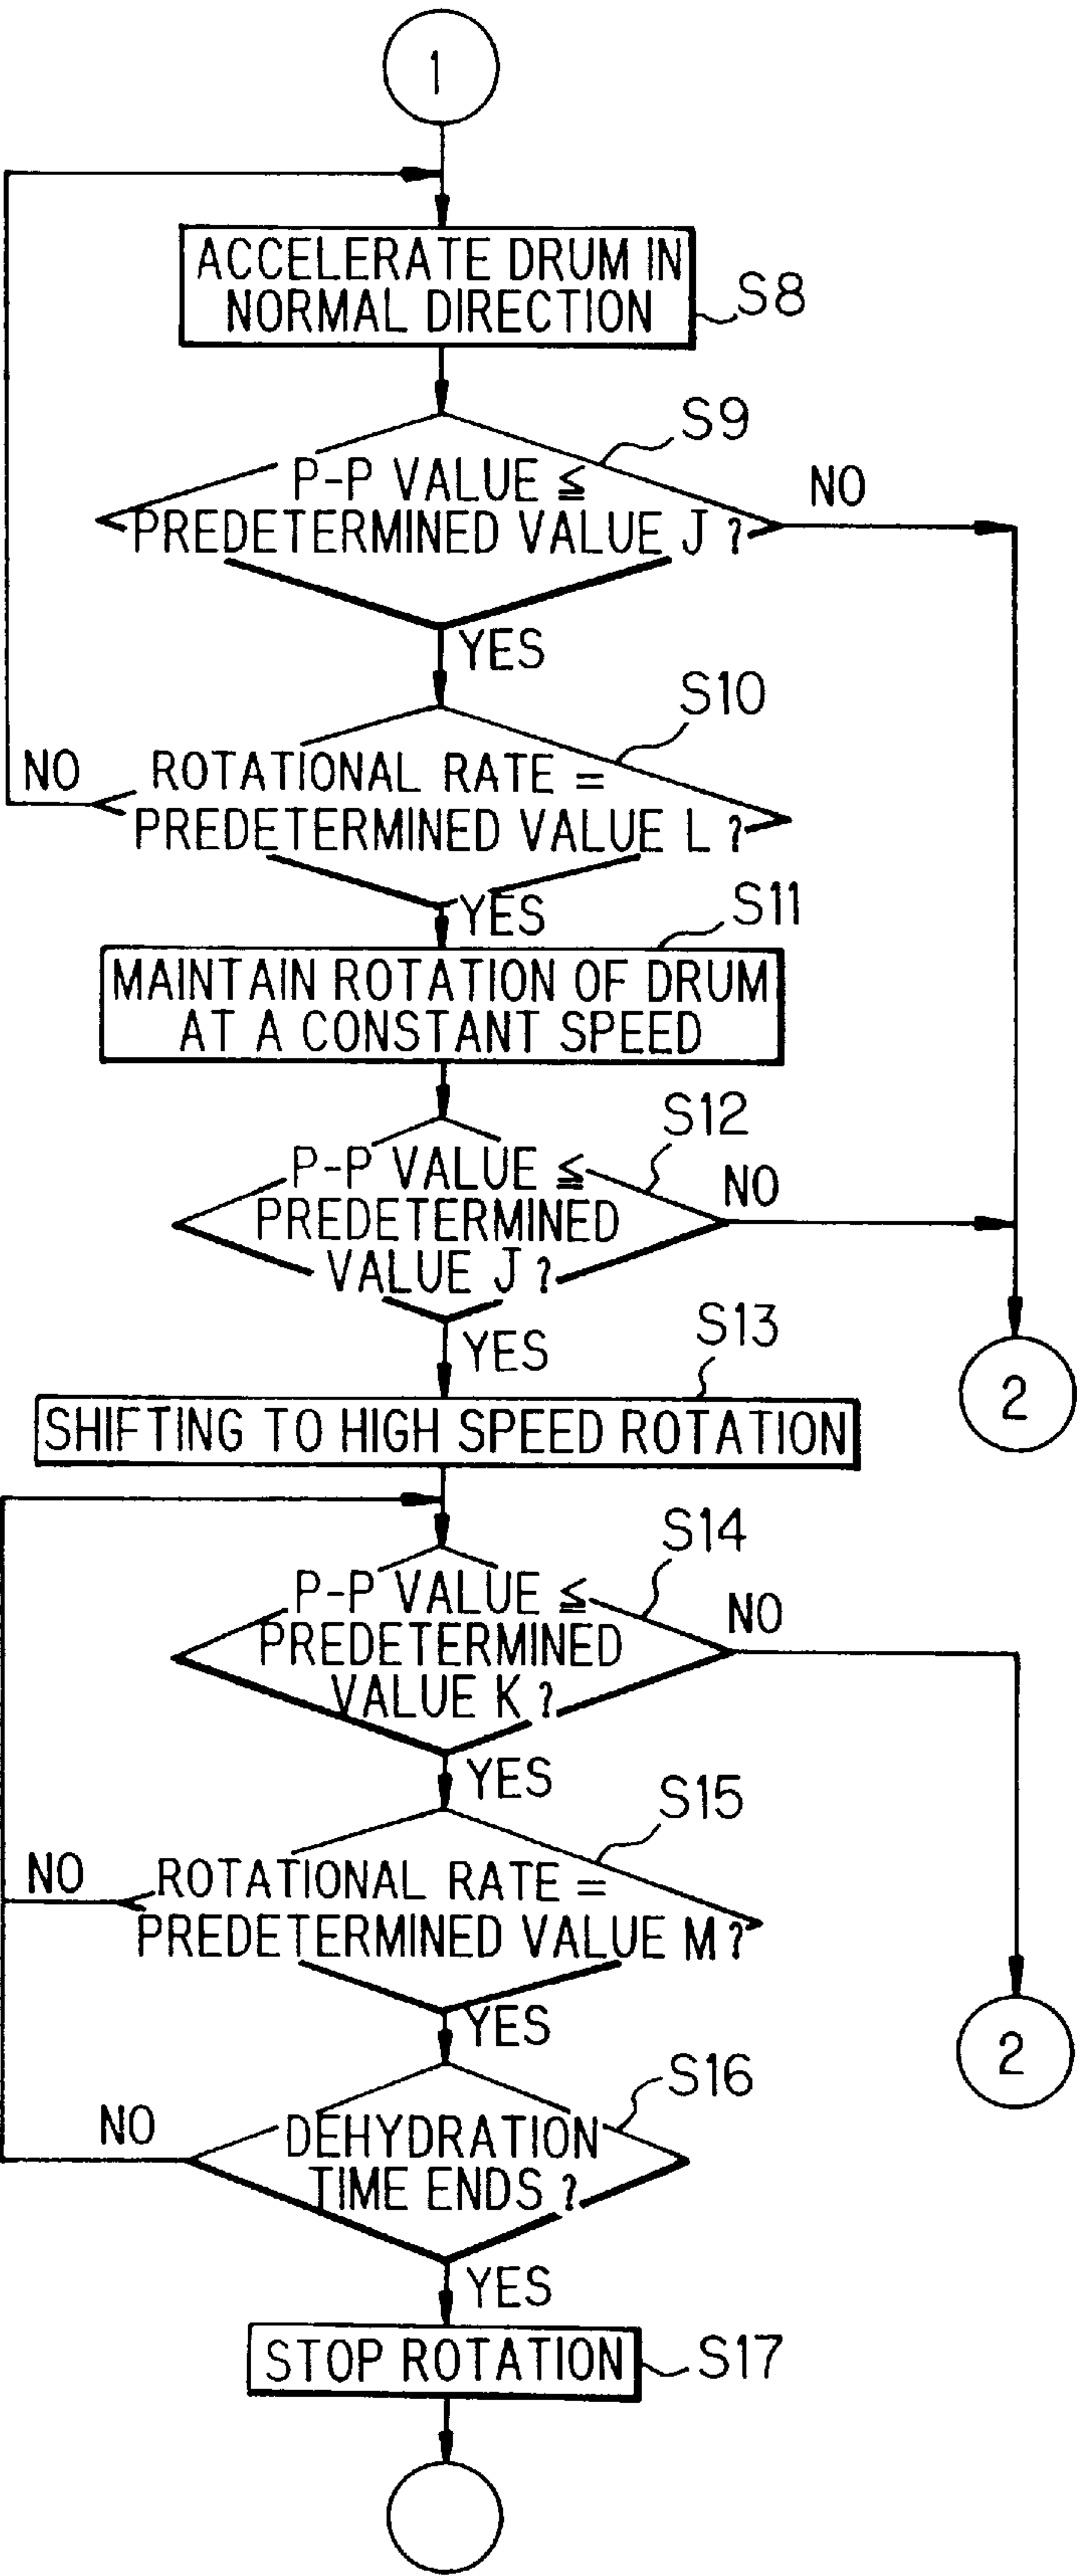 1
ACCELERATE DRUM IN
NORMAL DIRECTION
S8
S9
P-P VALUE ≦
PREDETERMINED VALUE J ?
NO
YES
S10
NO
ROTATIONAL RATE =
PREDETERMINED VALUE L ?
YES
S11
MAINTAIN ROTATION OF DRUM
AT A CONSTANT SPEED
S12
P-P VALUE ≦
PREDETERMINED
VALUE J ?
NO
YES
S13
2
SHIFTING TO HIGH SPEED ROTATION
S14
P-P VALUE ≦
PREDETERMINED
VALUE K ?
NO
YES
S15
NO
ROTATIONAL RATE =
PREDETERMINED VALUE M ?
YES
2
S16
NO
DEHYDRATION
TIME ENDS ?
YES
STOP ROTATION
S17